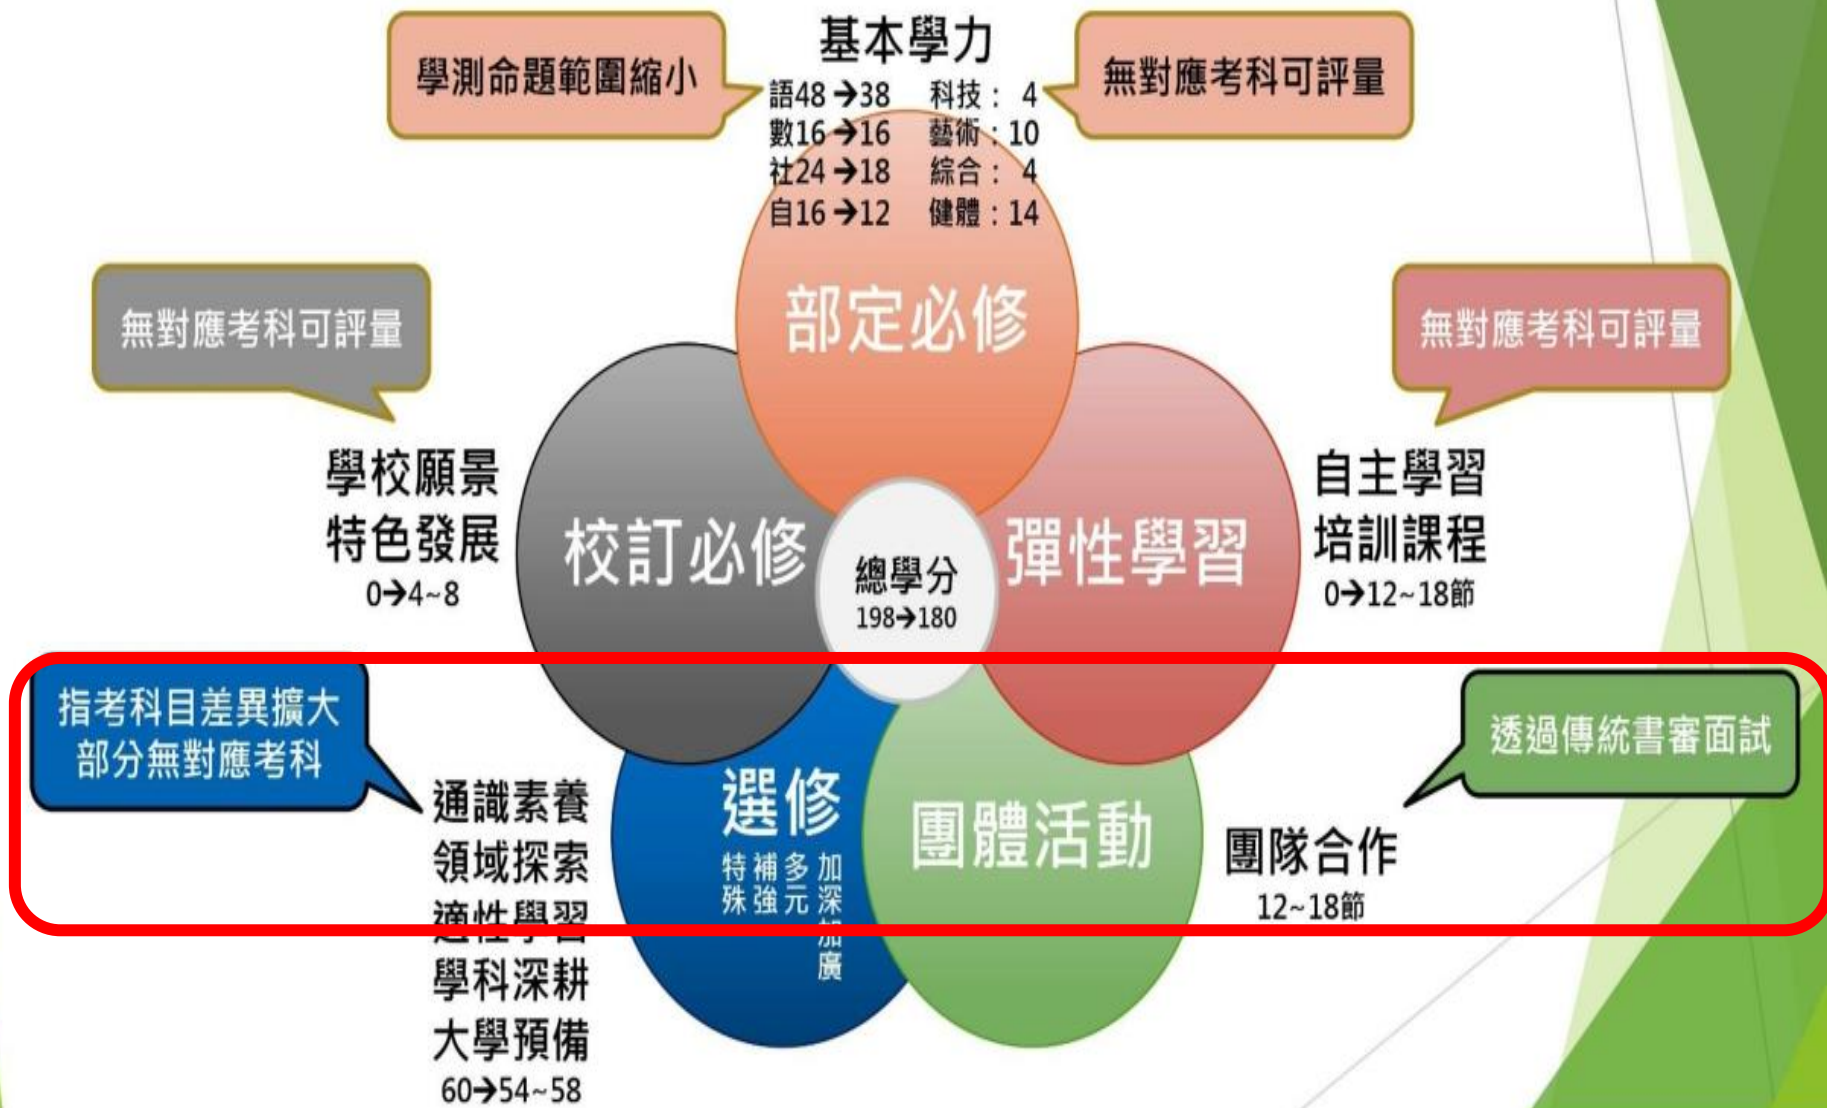 基本學力
學測命題範圍縮小
無對應考科可評量
語48→38 科技：4
數16→16 藝術：10
社24→18 綜合：4
自16→12 健體：14
部定必修
無對應考科可評量
無對應考科可評量
學校願景
特色發展
0→4~8
校訂必修
總學分
198→180
彈性學習
自主學習
培訓課程
0→12~18節
指考科目差異擴大
部分無對應考科
通識素養
領域探索
適性學習
學科深耕
大學預備
60→54~58
選修
加深加廣
多元
補強
特殊
團體活動
透過傳統書審面試
團隊合作
12~18節